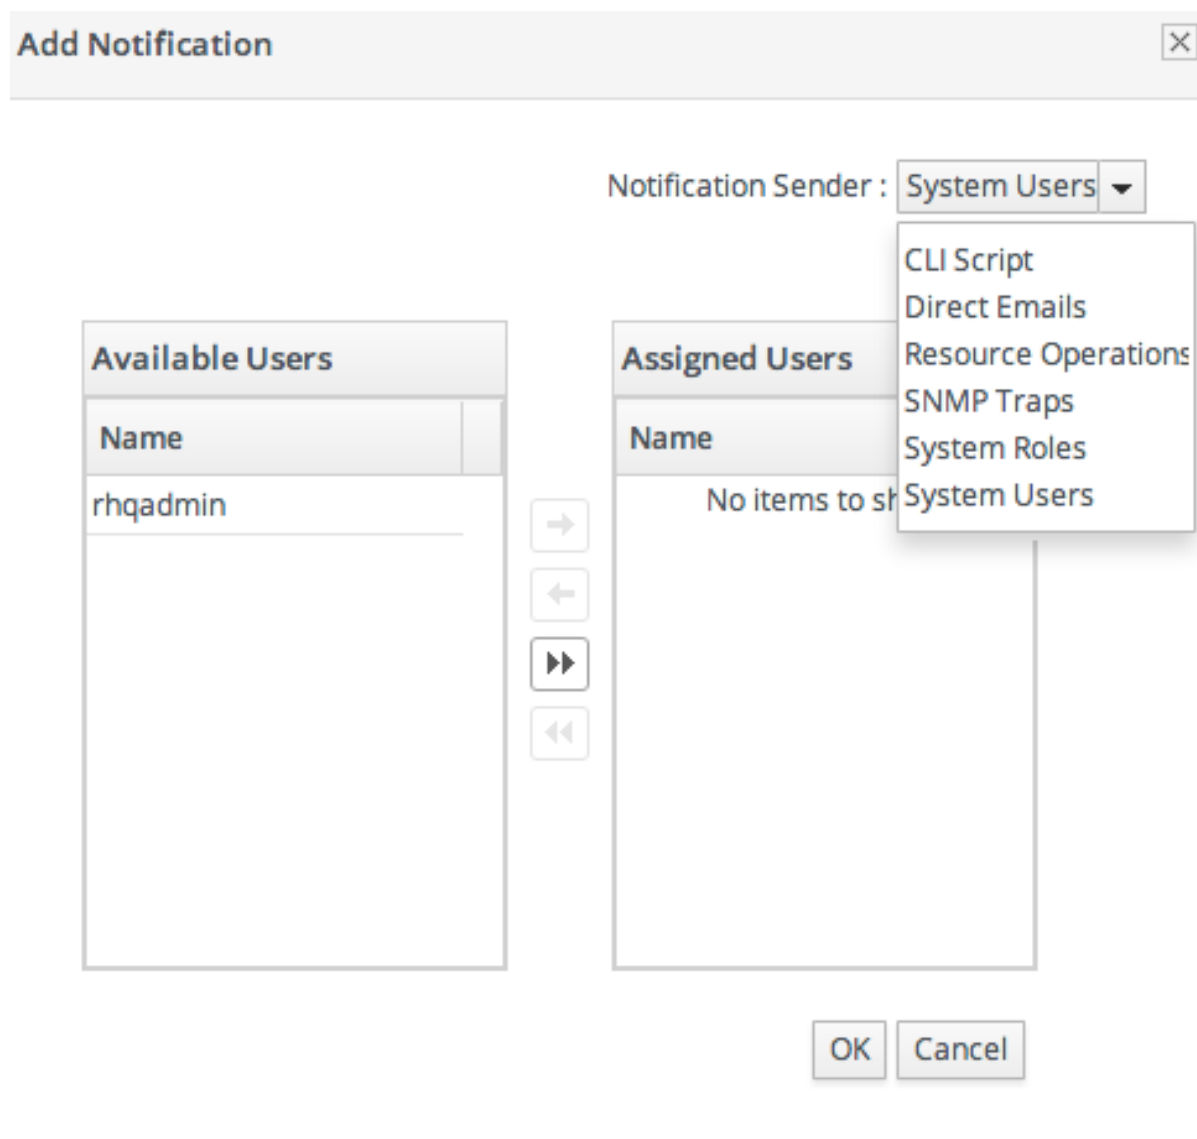 Add Notification
Notification Sender : System Users
CLI Script
Direct Emails
Resource Operations
SNMP Traps
System Roles
System Users
Available Users
Name
rhqadmin
Assigned Users
Name
No items to
OK Cancel